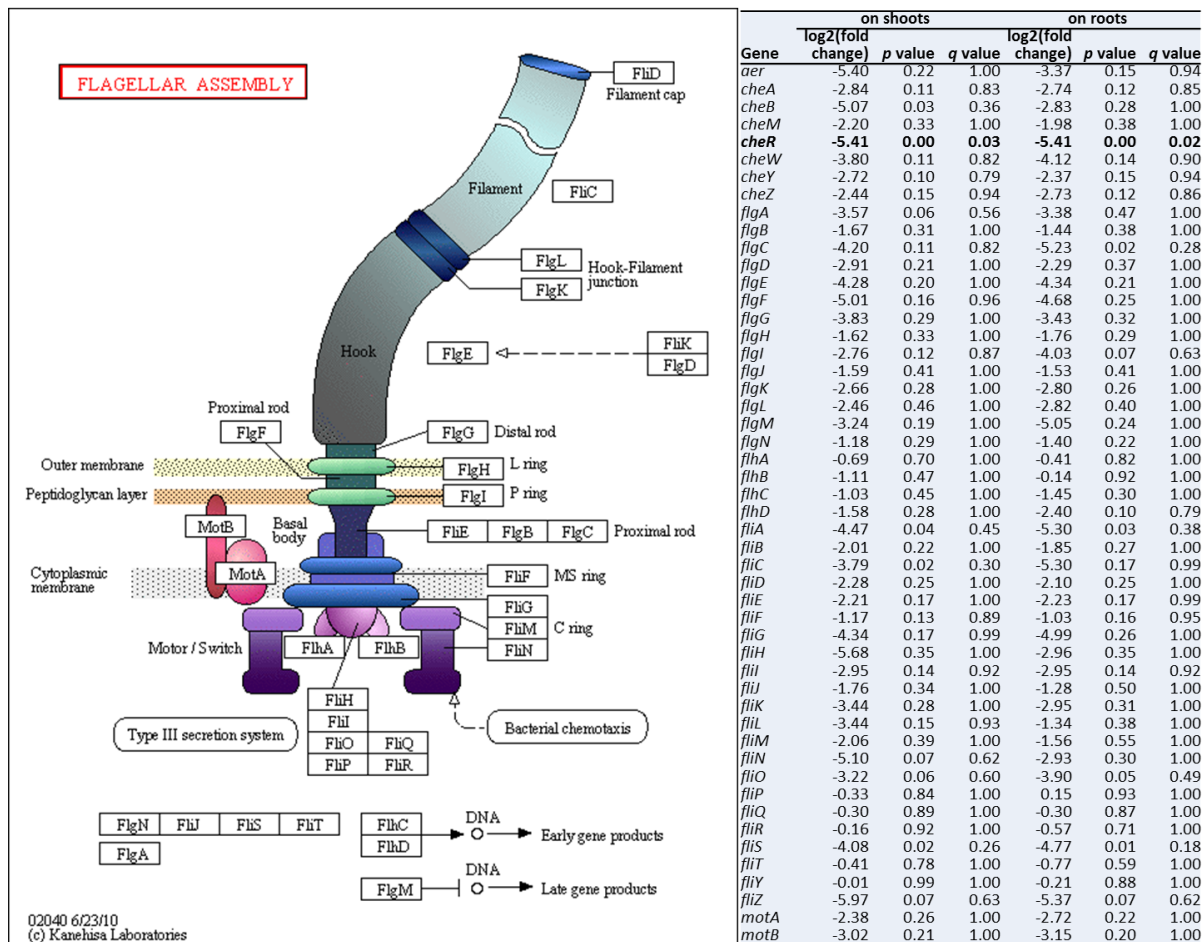 FLAGELLAR ASSEMBLY
FliD
Filament cap
Filament
FliC
FlgL
FlgK
Hook-Filament
junction
Hook
FlgE
FliK
FlgD
Proximal rod
FlgF
FlgG
Distal rod
Outer membrane
FlgH
L ring
Peptidoglycan layer
FlgI
P ring
MotB
Basal
body
FliE FlgB FlgC Proximal rod
MotA
Cytoplasmic
membrane
FliF
MS ring
FliG
FliM
FliN
C ring
Motor / Switch
FlhA
FlhB
FliH
FliI
FliO FliQ
FliP FliR
Type III secretion system
Bacterial chemotaxis
FlgN FliJ FliS FliT
FlgA
FlhC
FlhD
DNA
Early gene products
FlgM
DNA
Late gene products
02040 6/23/10
(c) Kanehisa Laboratories
on shoots on roots
log2(fold log2(fold
Gene change) p value q value change) p value q value
aer -5.40 0.22 1.00 -3.37 0.15 0.94
cheA -2.84 0.11 0.83 -2.74 0.12 0.85
cheB -5.07 0.03 0.36 -2.83 0.28 1.00
cheM -2.20 0.33 1.00 -1.98 0.38 1.00
cheR -5.41 0.00 0.03 -5.41 0.00 0.02
cheW -3.80 0.11 0.82 -4.12 0.14 0.90
cheY -2.72 0.10 0.79 -2.37 0.15 0.94
cheZ -2.44 0.15 0.94 -2.73 0.12 0.86
flgA -3.57 0.06 0.56 -3.38 0.47 1.00
flgB -1.67 0.31 1.00 -1.44 0.38 1.00
flgC -4.20 0.11 0.82 -5.23 0.02 0.28
flgD -2.91 0.21 1.00 -2.29 0.37 1.00
flgE -4.28 0.20 1.00 -4.34 0.21 1.00
flgF -5.01 0.16 0.96 -4.68 0.25 1.00
flgG -3.83 0.29 1.00 -3.43 0.32 1.00
flgH -1.62 0.33 1.00 -1.76 0.29 1.00
flgI -2.76 0.12 0.87 -4.03 0.07 0.63
flgJ -1.59 0.41 1.00 -1.53 0.41 1.00
flgK -2.66 0.28 1.00 -2.80 0.26 1.00
flgL -2.46 0.46 1.00 -2.82 0.40 1.00
flgM -3.24 0.19 1.00 -5.05 0.24 1.00
flgN -1.18 0.29 1.00 -1.40 0.22 1.00
flhA -0.69 0.70 1.00 -0.41 0.82 1.00
flhB -1.11 0.47 1.00 -0.14 0.92 1.00
flhC -1.03 0.45 1.00 -1.45 0.30 1.00
flhD -1.58 0.28 1.00 -2.40 0.10 0.79
fliA -4.47 0.04 0.45 -5.30 0.03 0.38
fliB -2.01 0.22 1.00 -1.85 0.27 1.00
fliC -3.79 0.02 0.30 -5.30 0.17 0.99
fliD -2.28 0.25 1.00 -2.10 0.25 1.00
fliE -2.21 0.17 1.00 -2.23 0.17 0.99
fliF -1.17 0.13 0.89 -1.03 0.16 0.95
fliG -4.34 0.17 0.99 -4.99 0.26 1.00
fliH -5.68 0.35 1.00 -2.96 0.35 1.00
fliI -2.95 0.14 0.92 -2.95 0.14 0.92
fliJ -1.76 0.34 1.00 -1.28 0.50 1.00
fliK -3.44 0.28 1.00 -2.95 0.31 1.00
fliL -3.44 0.15 0.93 -1.34 0.38 1.00
fliM -2.06 0.39 1.00 -1.56 0.55 1.00
fliN -5.10 0.07 0.62 -2.93 0.30 1.00
fliO -3.22 0.06 0.60 -3.90 0.05 0.49
fliP -0.33 0.84 1.00 0.15 0.93 1.00
fliQ -0.30 0.89 1.00 -0.30 0.87 1.00
fliR -0.16 0.92 1.00 -0.57 0.71 1.00
fliS -4.08 0.02 0.26 -4.77 0.01 0.18
fliT -0.41 0.78 1.00 -0.77 0.59 1.00
fliY -0.01 0.99 1.00 -0.21 0.88 1.00
fliZ -5.97 0.07 0.63 -5.37 0.07 0.62
motA -2.38 0.26 1.00 -2.72 0.22 1.00
motB -3.02 0.21 1.00 -3.15 0.20 1.00